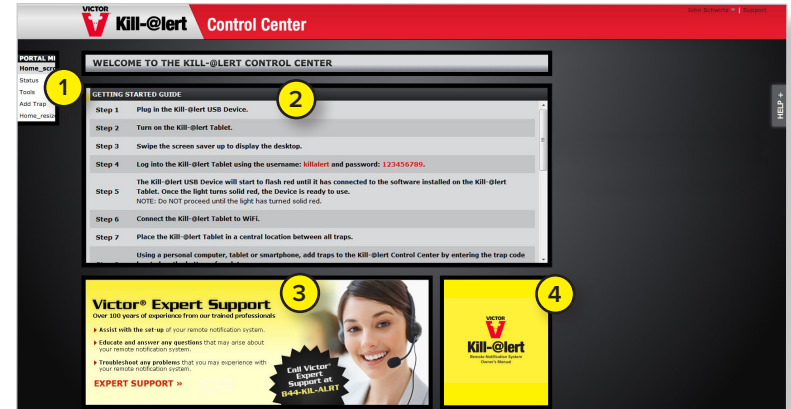 VICTOR
Kill-@lert Control Center
John Schwertz | Support
PORTAL ME
Home_scre
Status
Tools
Add Trap
Home_resize
1
WELCOME TO THE KILL-@LERT CONTROL CENTER
GETTING STARTED GUIDE
2
Step 1 Plug in the Kill-@lert USB Device.
Step 2 Turn on the Kill-@lert Tablet.
Step 3 Swipe the screen saver up to display the desktop.
Step 4 Log into the Kill-@lert Tablet using the username: killalert and password: 123456789.
Step 5 The Kill-@lert USB Device will start to flash red until it has connected to the software installed on the Kill-@lert
Tablet. Once the light turns solid red, the Device is ready to use.
NOTE: Do NOT proceed until the light has turned solid red.
Step 6 Connect the Kill-@lert Tablet to WiFi.
Step 7 Place the Kill-@lert Tablet in a central location between all traps.
Using a personal computer, tablet or smartphone, add traps to the Kill-@lert Control Center by entering the trap code
HELP +
3
Victor® Expert Support
Over 100 years of experience from our trained professionals
Assist with the set-up of your remote notification system.
Educate and answer any questions that may arise about
your remote notification system.
Troubleshoot any problems that you may experience with
your remote notification system.
EXPERT SUPPORT »
Call Victor®
Expert
Support at
844-KIL-ALRT
4
VICTOR
Kill-@lert
Remote Notification System
Owner's Manual